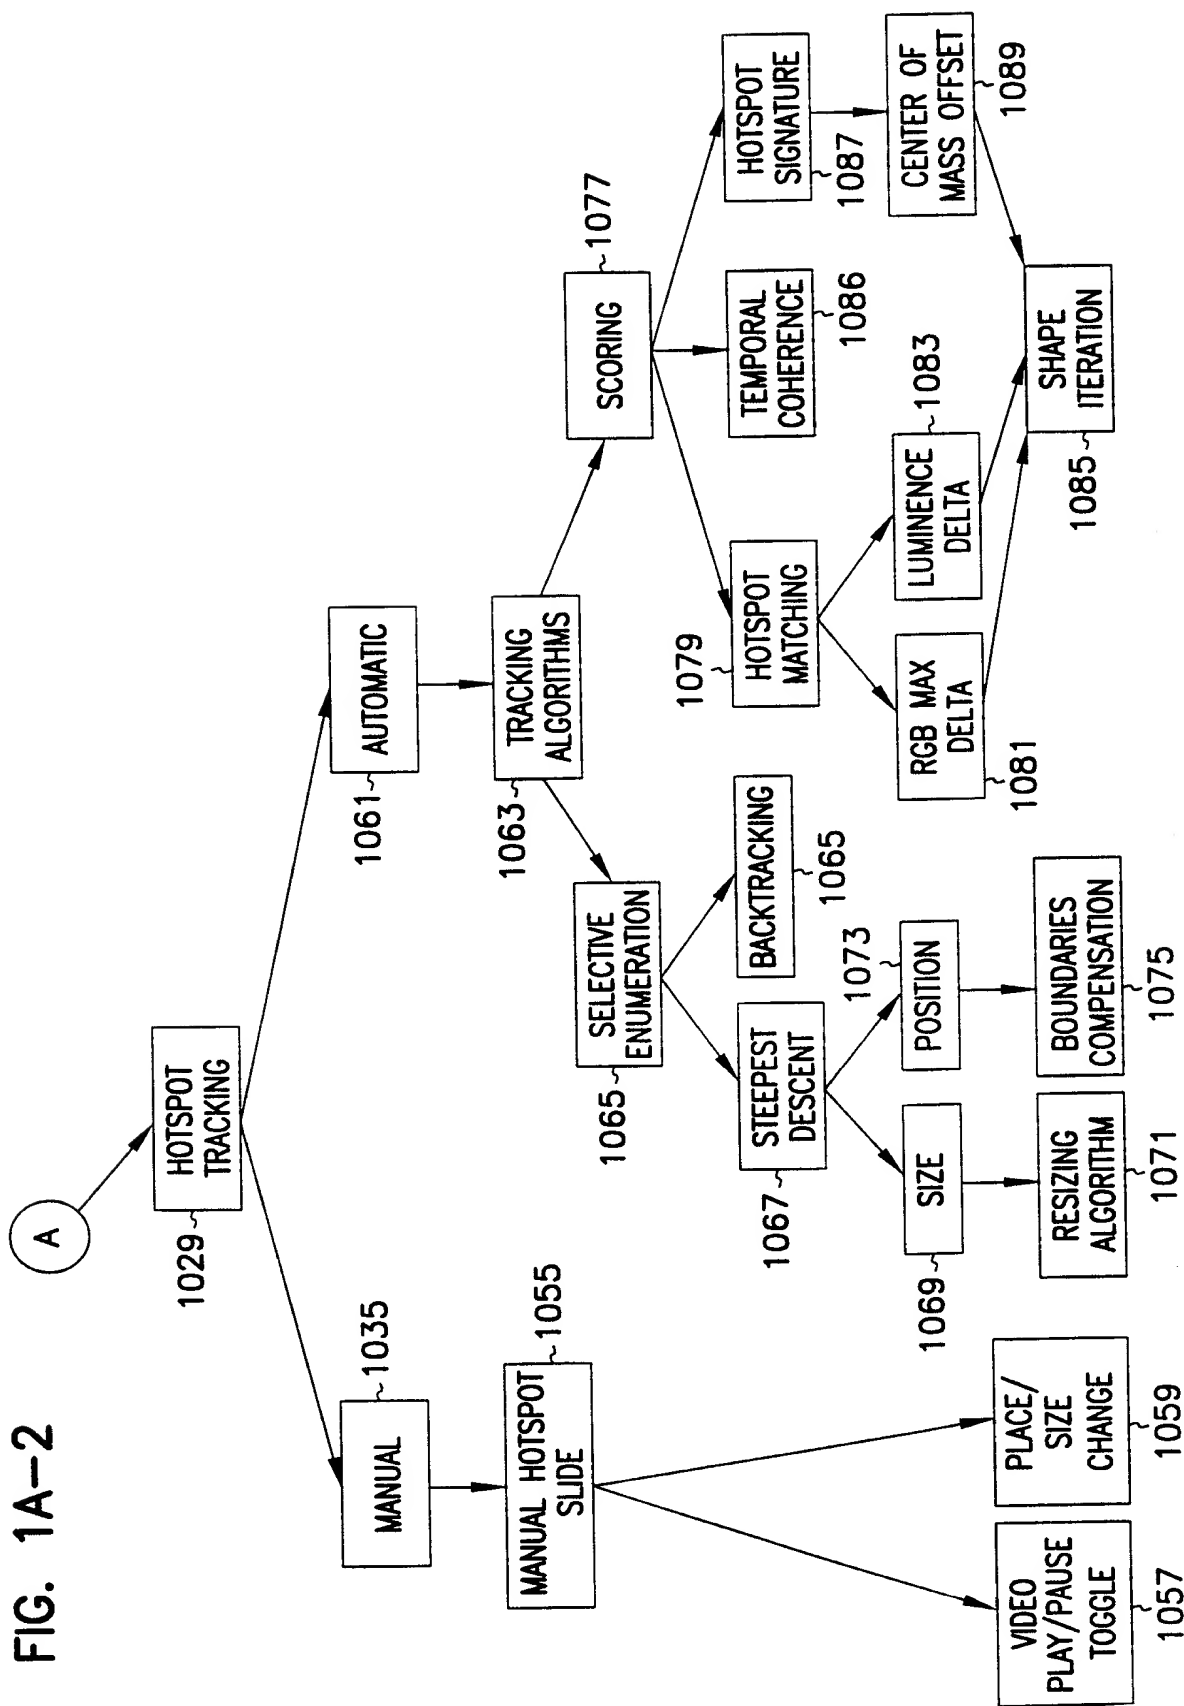 FIG. 1A-2
A
HOTSPOT
TRACKING
1029
MANUAL
1035
AUTOMATIC
1061
MANUAL HOTSPOT
SLIDE
1055
TRACKING
ALGORITHMS
1063
SELECTIVE
ENUMERATION
1065
SCORING
1077
STEEPEST
DESCENT
1067
BACKTRACKING
1065
HOTSPOT
MATCHING
1079
TEMPORAL
COHERENCE
1086
HOTSPOT
SIGNATURE
1087
SIZE
1069
POSITION
1073
RGB MAX
DELTA
1081
LUMINENCE
DELTA
1083
CENTER OF
MASS OFFSET
1089
VIDEO
PLAY/PAUSE
TOGGLE
1057
PLACE/
SIZE
CHANGE
1059
RESIZING
ALGORITHM
1071
BOUNDARIES
COMPENSATION
1075
SHAPE
ITERATION
1085